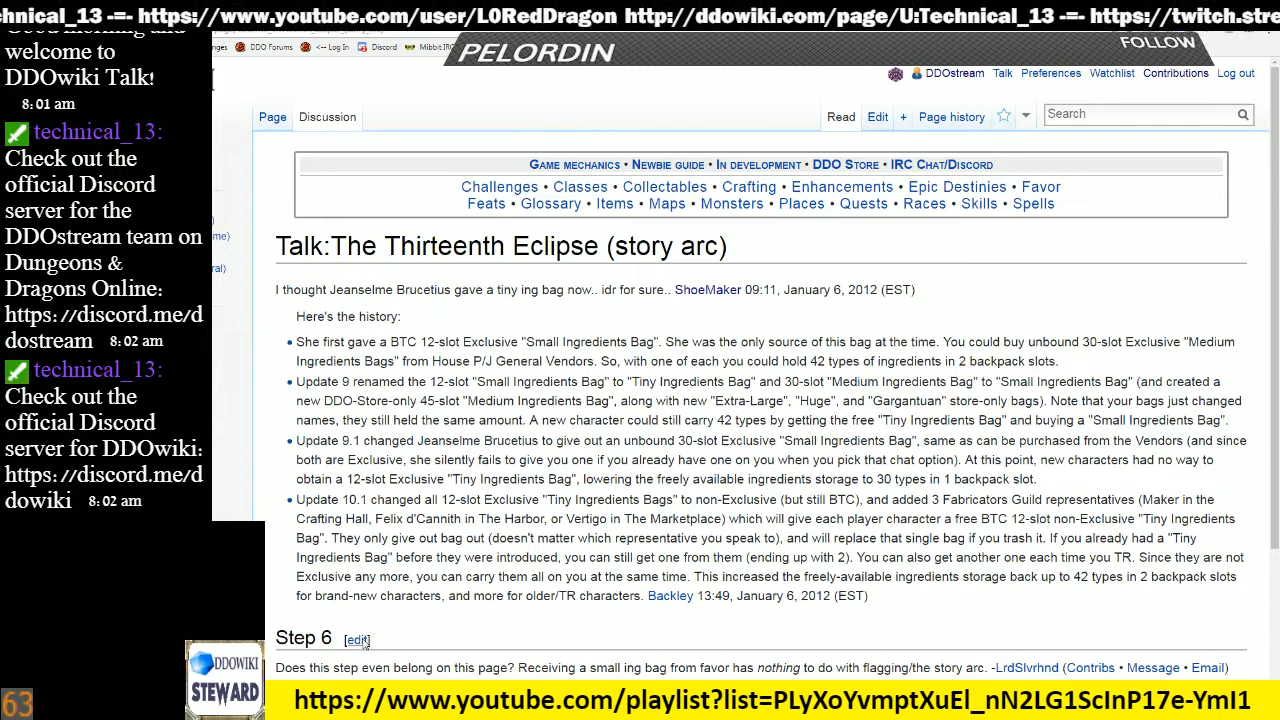 chnical_13 -=- https://www.youtube.com/user/L0RedDragon http://ddowiki.com/page/U:Technical_13 -=- https://twitch.stre
Good morning and
welcome to
DDOwiki Talk!
8:01 am
technical_13:
Check out the
official Discord
server for the
DDOstream team on
Dungeons &
Dragons Online:
https://discord.me/d
dostream 8:02 am
technical_13:
Check out the
official Discord
server for DDOwiki:
https://discord.me/d
dowiki 8:02 am
nges DDO Forums <-- Log In Discord Mibbit IR
PELORDIN
FOLLOW
DDOstream Talk Preferences Watchlist Contributions Log out
Page Discussion Read Edit + Page history Search
me)
ral)
GAME MECHANICS • NEWBIE GUIDE • IN DEVELOPMENT • DDO STORE • IRC CHAT/DISCORD
Challenges • Classes • Collectables • Crafting • Enhancements • Epic Destinies • Favor
Feats • Glossary • Items • Maps • Monsters • Places • Quests • Races • Skills • Spells
Talk:The Thirteenth Eclipse (story arc)
I thought Jeanselme Brucetius gave a tiny ing bag now.. idr for sure.. ShoeMaker 09:11, January 6, 2012 (EST)
Here's the history:
• She first gave a BTC 12-slot Exclusive "Small Ingredients Bag". She was the only source of this bag at the time. You could buy unbound 30-slot Exclusive "Medium
Ingredients Bags" from House P/J General Vendors. So, with one of each you could hold 42 types of ingredients in 2 backpack slots.
• Update 9 renamed the 12-slot "Small Ingredients Bag" to "Tiny Ingredients Bag" and 30-slot "Medium Ingredients Bag" to "Small Ingredients Bag" (and created a
new DDO-Store-only 45-slot "Medium Ingredients Bag", along with new "Extra-Large", "Huge", and "Gargantuan" store-only bags). Note that your bags just changed
names, they still held the same amount. A new character could still carry 42 types by getting the free "Tiny Ingredients Bag" and buying a "Small Ingredients Bag".
• Update 9.1 changed Jeanselme Brucetius to give out an unbound 30-slot Exclusive "Small Ingredients Bag", same as can be purchased from the Vendors (and since
both are Exclusive, she silently fails to give you one if you already have one on you when you pick that chat option). At this point, new characters had no way to
obtain a 12-slot Exclusive "Tiny Ingredients Bag", lowering the freely available ingredients storage to 30 types in 1 backpack slot.
• Update 10.1 changed all 12-slot Exclusive "Tiny Ingredients Bags" to non-Exclusive (but still BTC), and added 3 Fabricators Guild representatives (Maker in the
Crafting Hall, Felix d'Cannith in The Harbor, or Vertigo in The Marketplace) which will give each player character a free BTC 12-slot non-Exclusive "Tiny Ingredients
Bag". They only give out bag out (doesn't matter which representative you speak to), and will replace that single bag if you trash it. If you already had a "Tiny
Ingredients Bag" before they were introduced, you can still get one from them (ending up with 2). You can also get another one each time you TR. Since they are not
Exclusive any more, you can carry them all on you at the same time. This increased the freely-available ingredients storage back up to 42 types in 2 backpack slots
for brand-new characters, and more for older/TR characters. Backley 13:49, January 6, 2012 (EST)
Step 6 [edit]
Does this step even belong on this page? Receiving a small ing bag from favor has nothing to do with flagging/the story arc. -LrdSlvrhnd (Contribs • Message • Email)
DDOWIKI
STEWARD
63
https://www.youtube.com/playlist?list=PLyXoYvmptXuEl_nN2LG1ScInP17e-YmI1